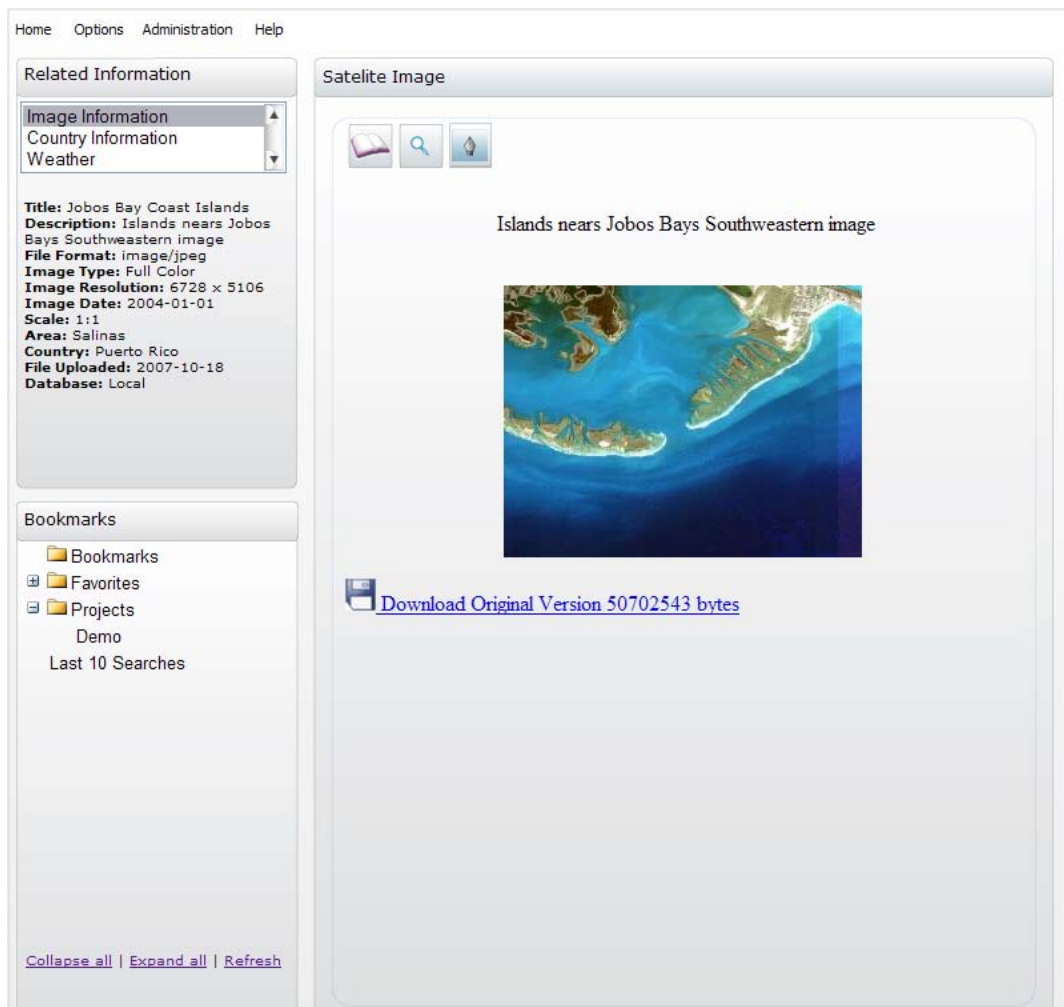 Home Options Administration Help
Related Information
Image Information
Country Information
Weather
Title: Jobos Bay Coast Islands
Description: Islands nears Jobos
Bays Southweastern image
File Format: image/jpeg
Image Type: Full Color
Image Resolution: 6728 x 5106
Image Date: 2004-01-01
Scale: 1:1
Area: Salinas
Country: Puerto Rico
File Uploaded: 2007-10-18
Database: Local
Bookmarks
Bookmarks
Favorites
Projects
Demo
Last 10 Searches
Collapse all | Expand all | Refresh
Satelite Image
Islands nears Jobos Bays Southweastern image
Download Original Version 50702543 bytes